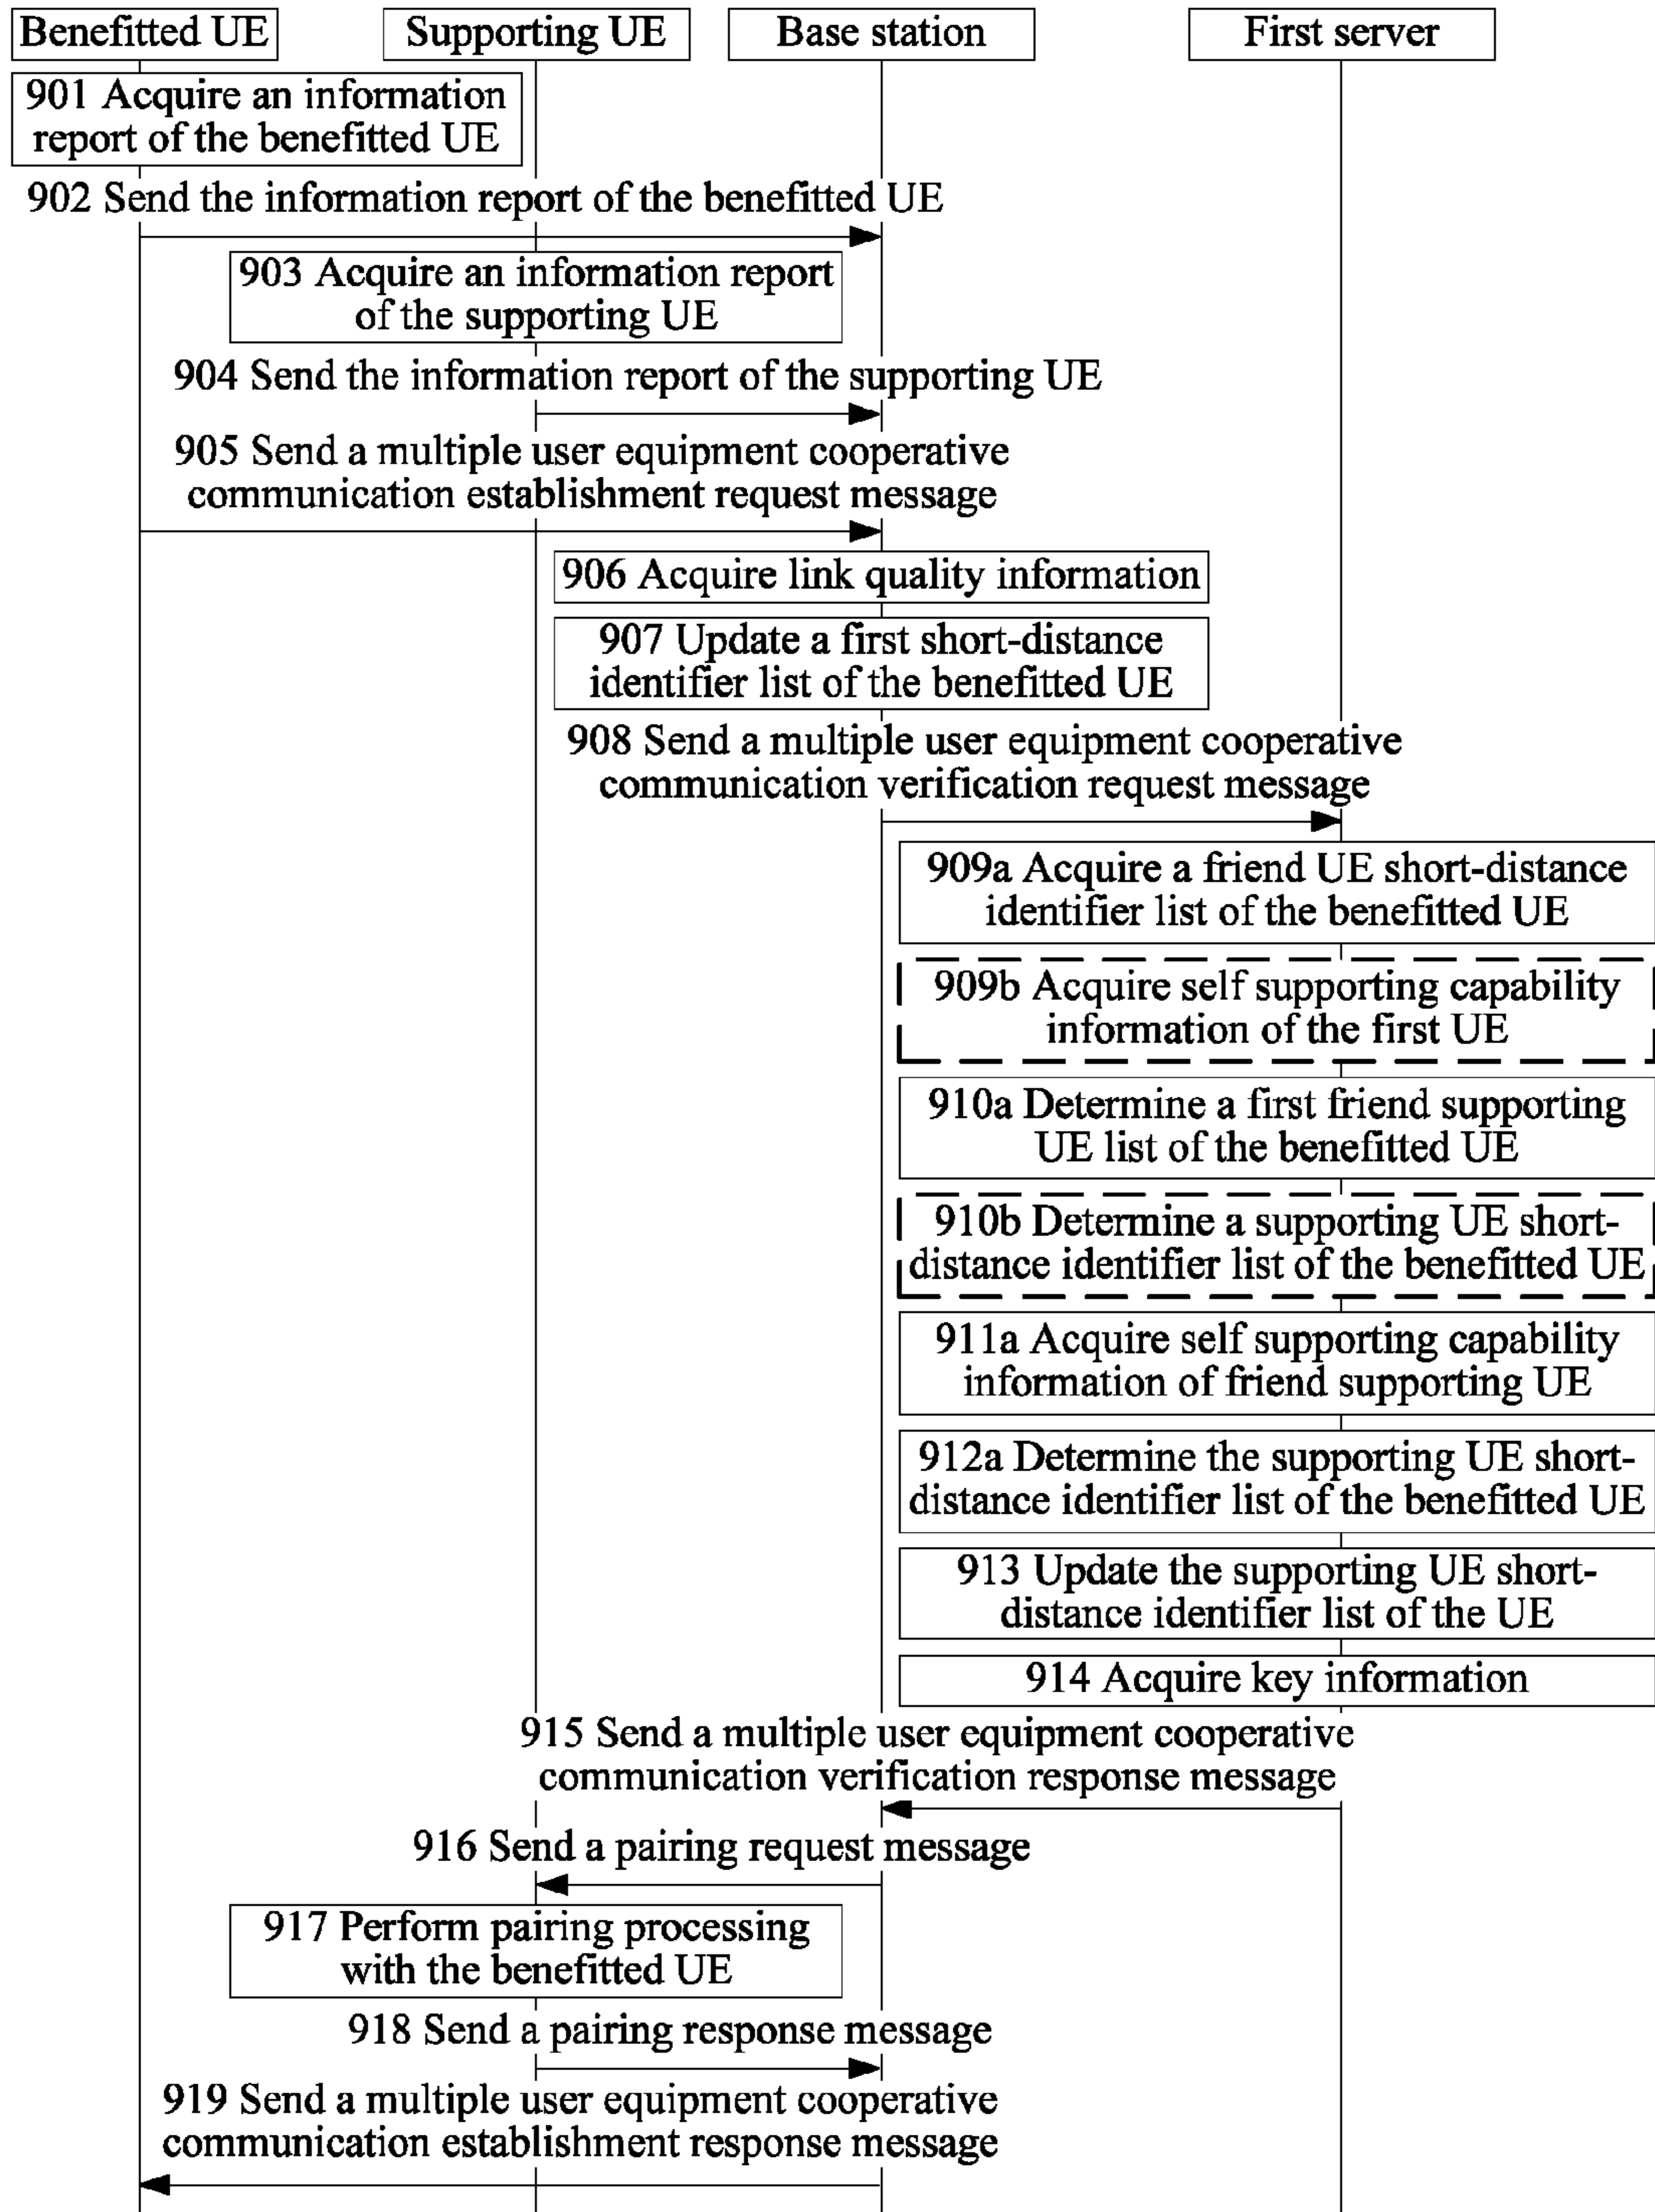 Benefitted UE
Supporting UE
Base station
First server
901 Acquire an information
report of the benefitted UE
902 Send the information report of the benefitted UE
903 Acquire an information report
of the supporting UE
904 Send the information report of the supporting UE
905 Send a multiple user equipment cooperative
communication establishment request message
906 Acquire link quality information
907 Update a first short-distance
identifier list of the benefitted UE
908 Send a multiple user equipment cooperative
communication verification request message
909a Acquire a friend UE short-distance
identifier list of the benefitted UE
909b Acquire self supporting capability
information of the first UE
910a Determine a first friend supporting
UE list of the benefitted UE
910b Determine a supporting UE short-
distance identifier list of the benefitted UE
911a Acquire self supporting capability
information of friend supporting UE
912a Determine the supporting UE short-
distance identifier list of the benefitted UE
913 Update the supporting UE short-
distance identifier list of the UE
914 Acquire key information
915 Send a multiple user equipment cooperative
communication verification response message
916 Send a pairing request message
917 Perform pairing processing
with the benefitted UE
918 Send a pairing response message
919 Send a multiple user equipment cooperative
communication establishment response message